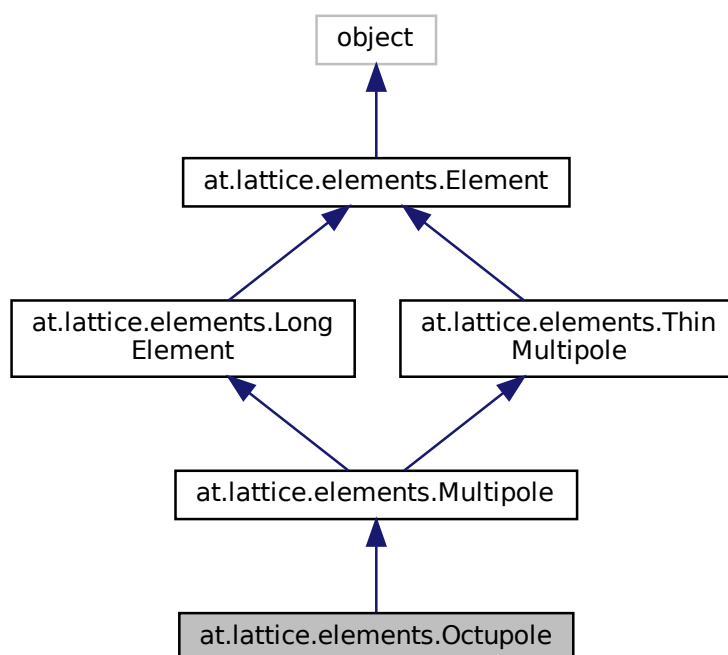 object
at.lattice.elements.Element
at.lattice.elements.Long
Element
at.lattice.elements.Thin
Multipole
at.lattice.elements.Multipole
at.lattice.elements.Octupole